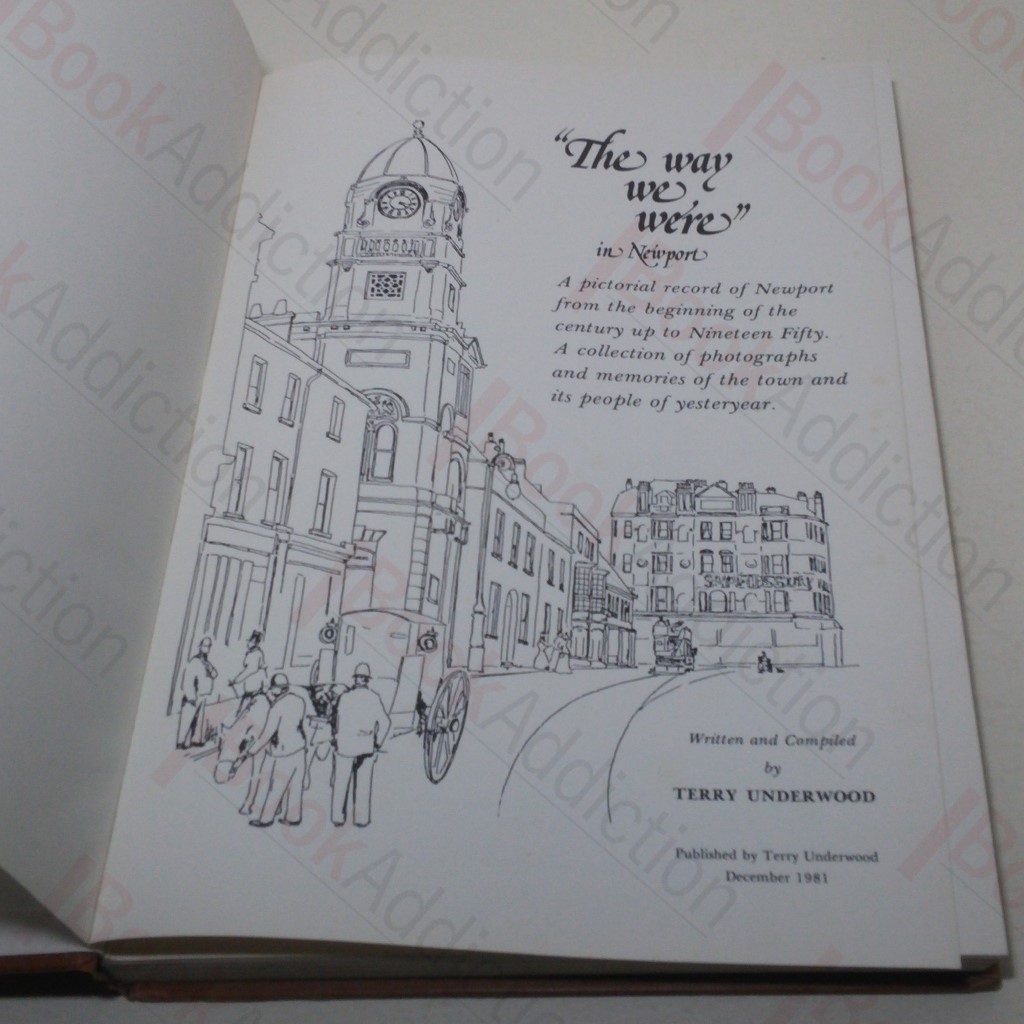 "The way
we
were"
in Newport
A pictorial record of Newport
from the beginning of the
century up to Nineteen Fifty.
A collection of photographs
and memories of the town and
its people of yesteryear.
Written and Compiled
by
TERRY UNDERWOOD
Published by Terry Underwood
December 1981
BookAddiction